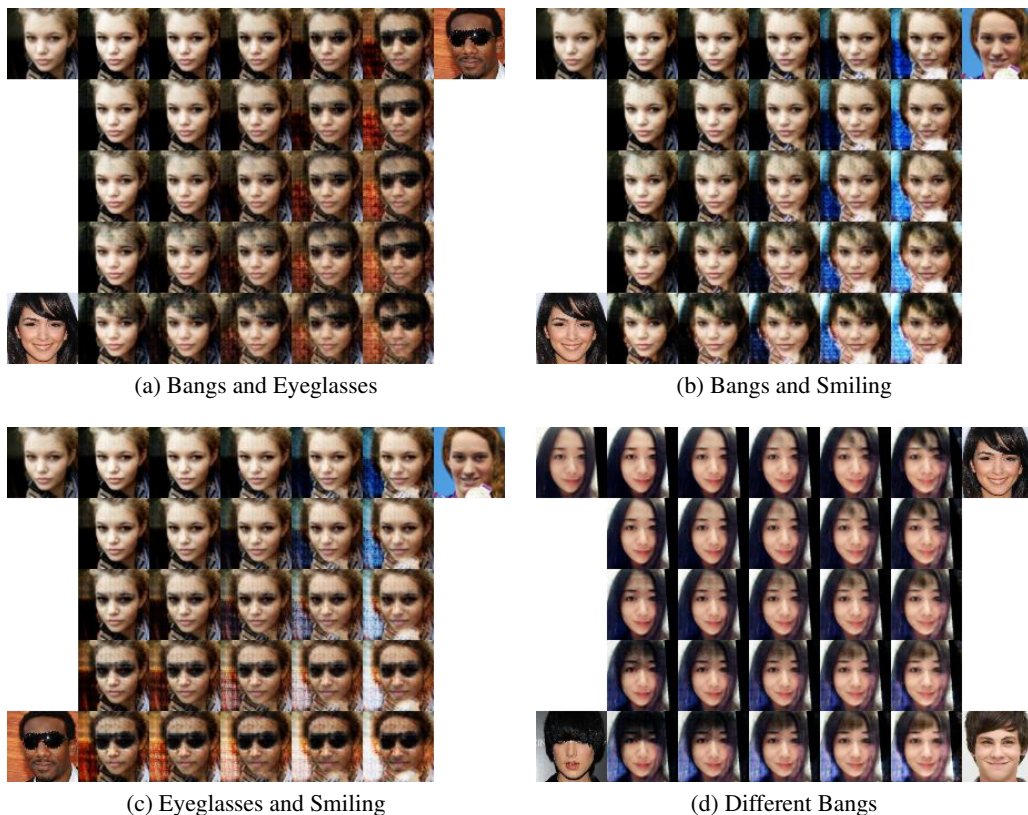 (a) Bangs and Eyeglasses
(b) Bangs and Smiling
(c) Eyeglasses and Smiling
(d) Different Bangs